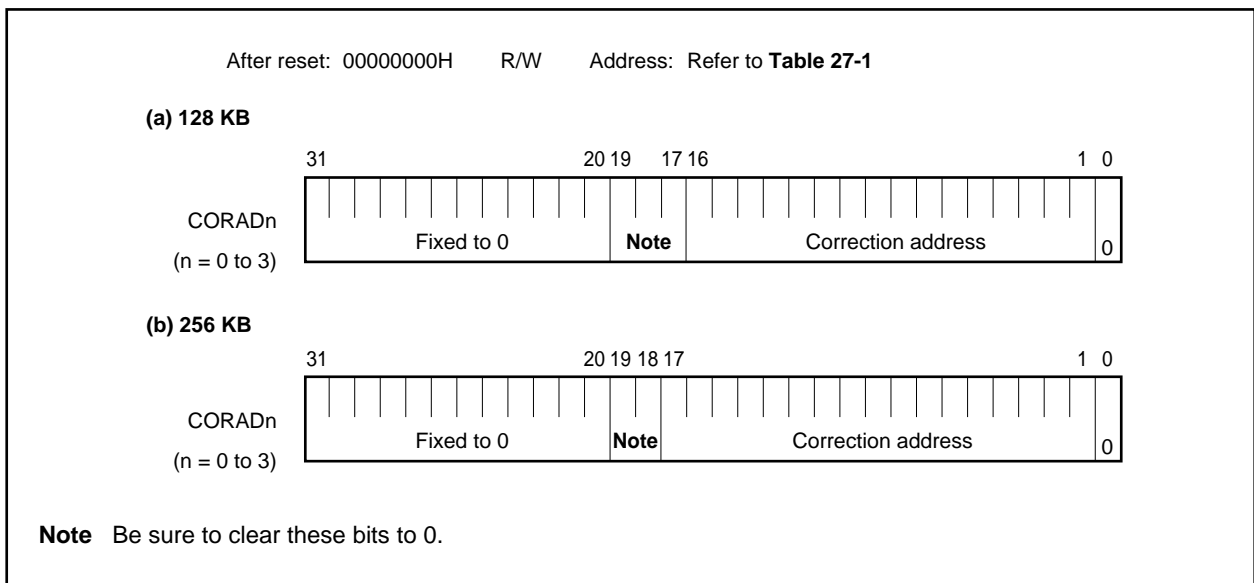 After reset: 00000000H R/W Address: Refer to Table 27-1
(a) 128 KB
31 20 19 17 16 1 0
CORADn
(n = 0 to 3)
Fixed to 0 Note Correction address 0
(b) 256 KB
31 20 19 18 17 1 0
CORADn
(n = 0 to 3)
Fixed to 0 Note Correction address 0
Note Be sure to clear these bits to 0.